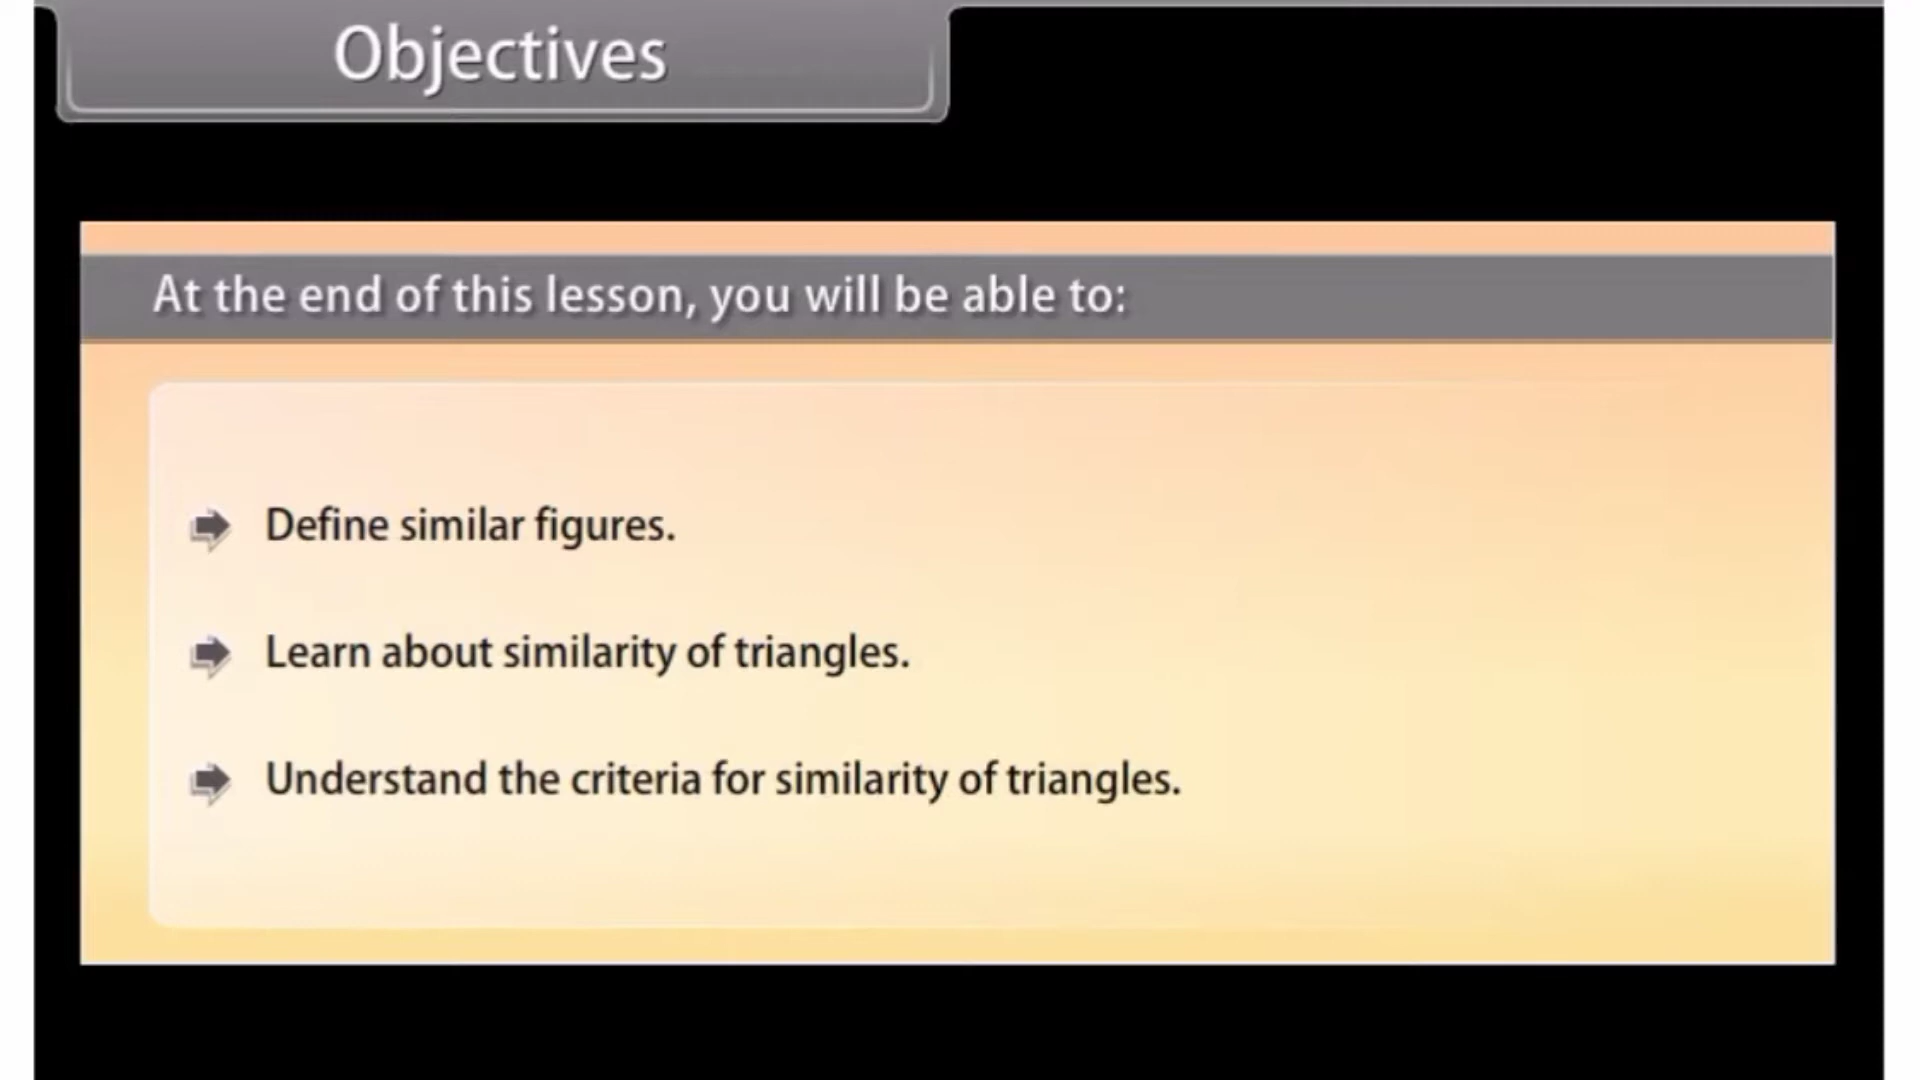 Objectives
At the end of this lesson, you will be able to:
Define similar figures.
Learn about similarity of triangles.
Understand the criteria for similarity of triangles.